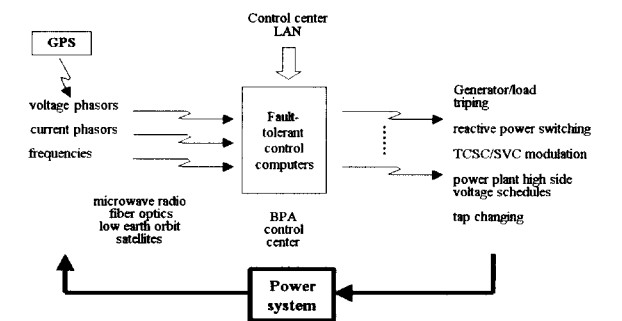 Control center
LAN
GPS
voltage phasors
current phasors
frequencies
Fault-
tolerant
control
computers
Generator/load
triping
reactive power switching
TCSC/SVC modulation
power plant high side
voltage schedules
tap changing
microwave radio
fiber optics
low earth orbit
satellites
BPA
control
center
Power
system